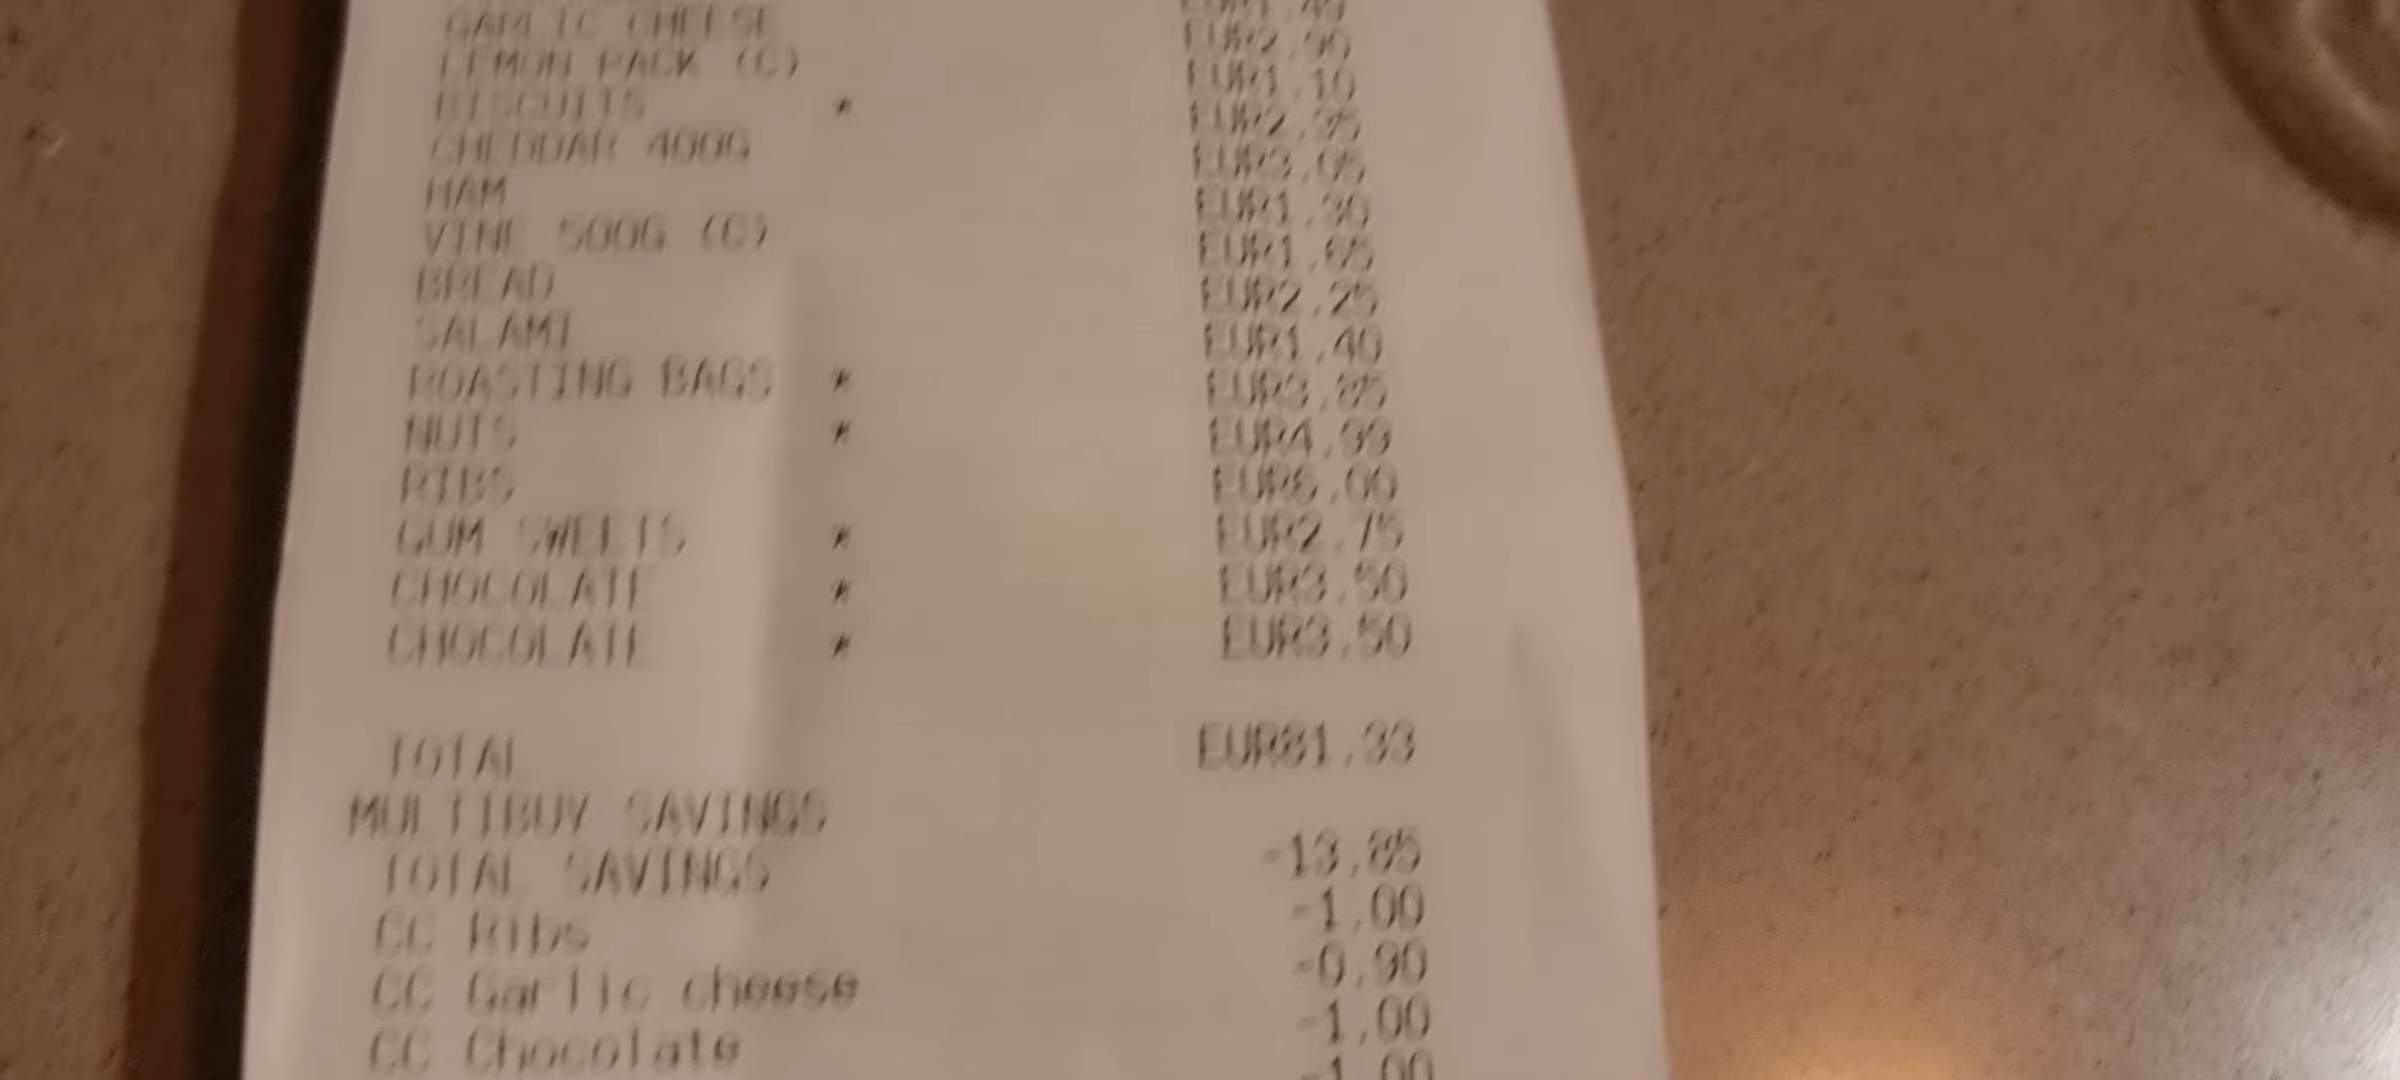 GARLIC CHEESE EUR2.90
LEMON PACK (C) EUR1.10
BISCUITS * EUR2.95
CHEDDAR 400G EUR3.05
HAM EUR1.30
VINE 500G (C) EUR1.65
BREAD EUR2.25
SALAMI EUR1.40
ROASTING BAGS * EUR3.85
NUTS * EUR4.99
RIBS EUR6.00
GUM SWEETS * EUR2.75
CHOCOLATE * EUR3.50
CHOCOLATE * EUR3.50
TOTAL EUR81.33
MULTIBUY SAVINGS
TOTAL SAVINGS -13.85
CC Ribs -1.00
CC Garlic cheese -0.90
CC Chocolate -1.00
-1.00